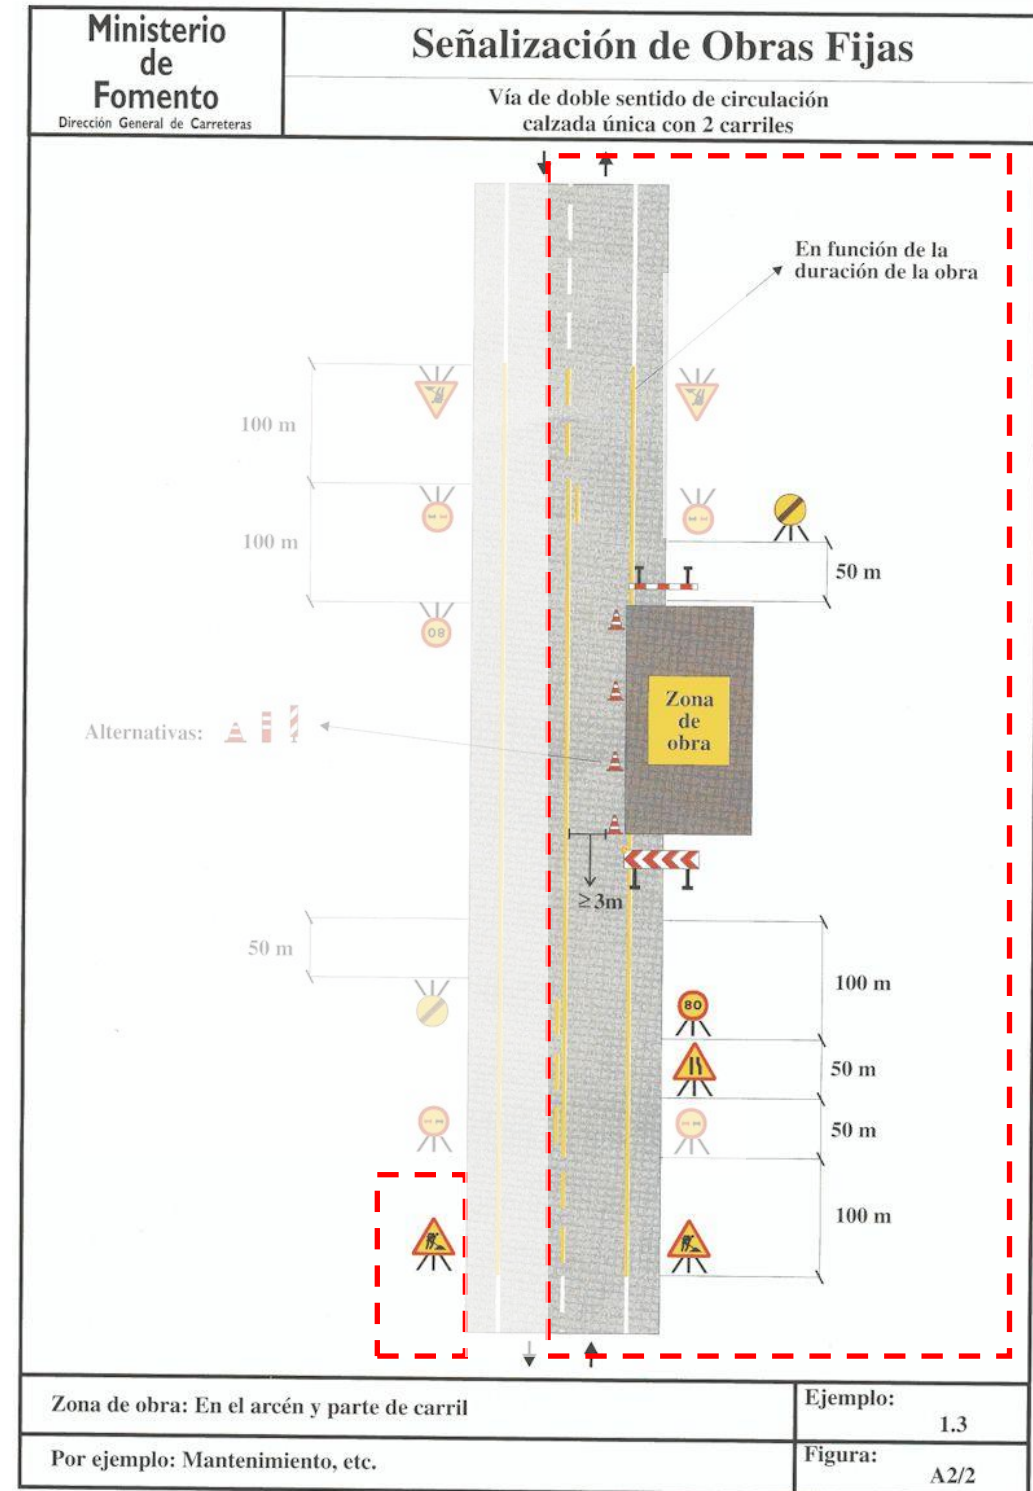 Ministerio
de
Fomento
Dirección General de Carreteras
Señalización de Obras Fijas
Vía de doble sentido de circulación
calzada única con 2 carriles
En función de la
duración de la obra
100 m
100 m
50 m
80
Zona
de
obra
Alternativas:
≥ 3m
50 m
100 m
80
50 m
50 m
100 m
Zona de obra: En el arcén y parte de carril
Ejemplo:
1.3
Por ejemplo: Mantenimiento, etc.
Figura:
A2/2